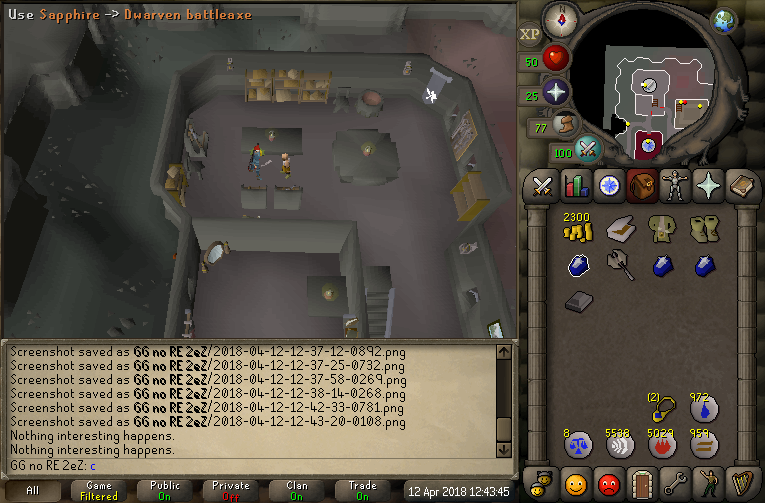 Use Sapphire -> Dwarven battleaxe
XP
50
25
77
100
2300
(2)
972
8
5538
5029
959
Screenshot saved as GG no RE 2eZ/2018-04-12-12-37-12-0892.png
Screenshot saved as GG no RE 2eZ/2018-04-12-12-37-25-0732.png
Screenshot saved as GG no RE 2eZ/2018-04-12-12-37-58-0269.png
Screenshot saved as GG no RE 2eZ/2018-04-12-12-38-14-0268.png
Screenshot saved as GG no RE 2eZ/2018-04-12-12-42-33-0781.png
Screenshot saved as GG no RE 2eZ/2018-04-12-12-43-20-0108.png
Nothing interesting happens.
Nothing interesting happens.
GG no RE 2eZ: c
All
Game
Filtered
Public
On
Private
Off
Clan
On
Trade
On
12 Apr 2018 12:43:45